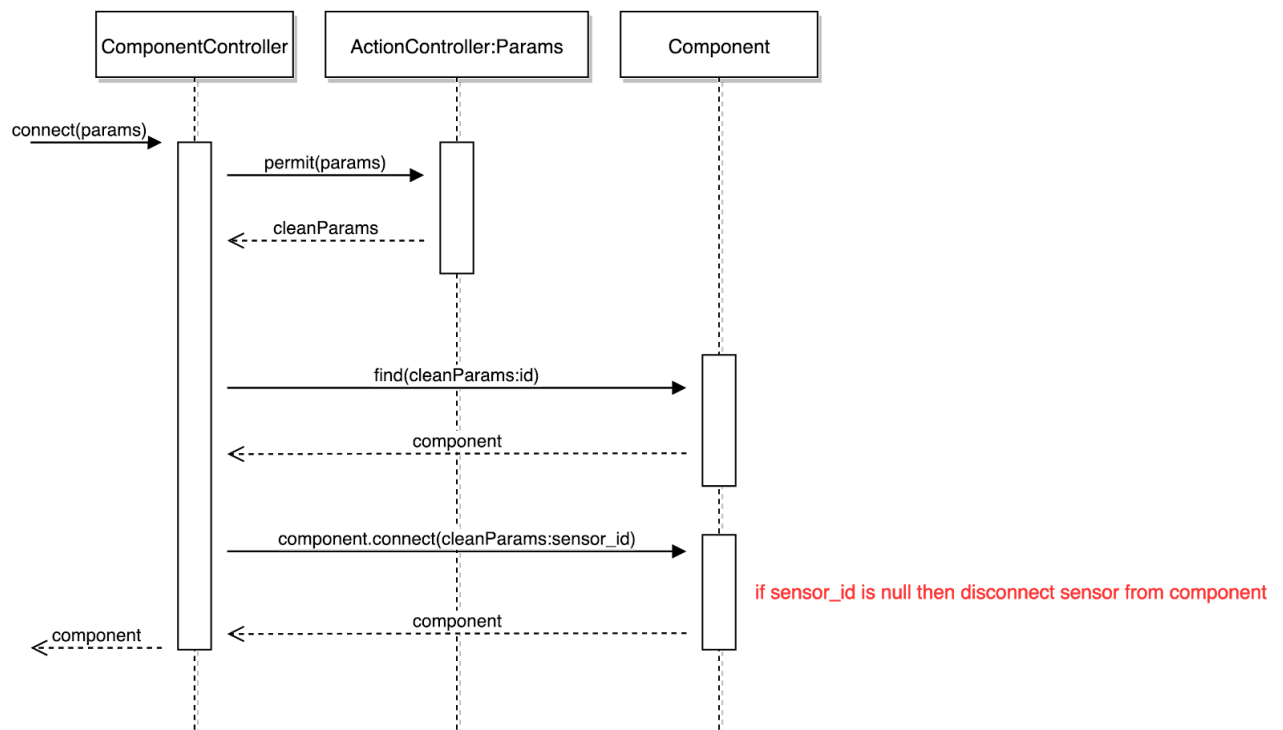 ComponentController
ActionController:Params
Component
connect(params)
permit(params)
cleanParams
find(cleanParams:id)
component
component.connect(cleanParams:sensor_id)
if sensor_id is null then disconnect sensor from component
component
component